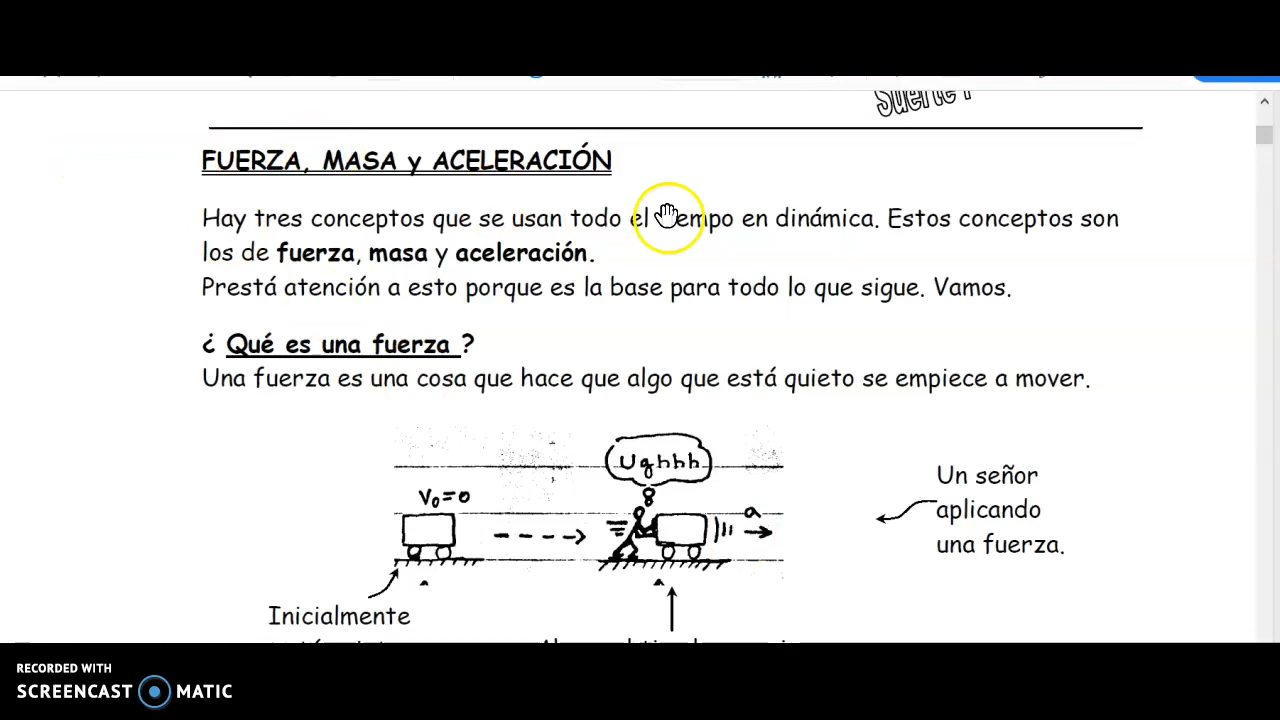 Suerte !
FUERZA, MASA y ACELERACIÓN
Hay tres conceptos que se usan todo el tiempo en dinámica. Estos conceptos son
los de fuerza, masa y aceleración.
Prestá atención a esto porque es la base para todo lo que sigue. Vamos.
¿ Qué es una fuerza ?
Una fuerza es una cosa que hace que algo que está quieto se empiece a mover.
Ughhh
V₀=0
a
Un señor
aplicando
una fuerza.
Inicialmente
RECORDED WITH
SCREENCAST MATIC